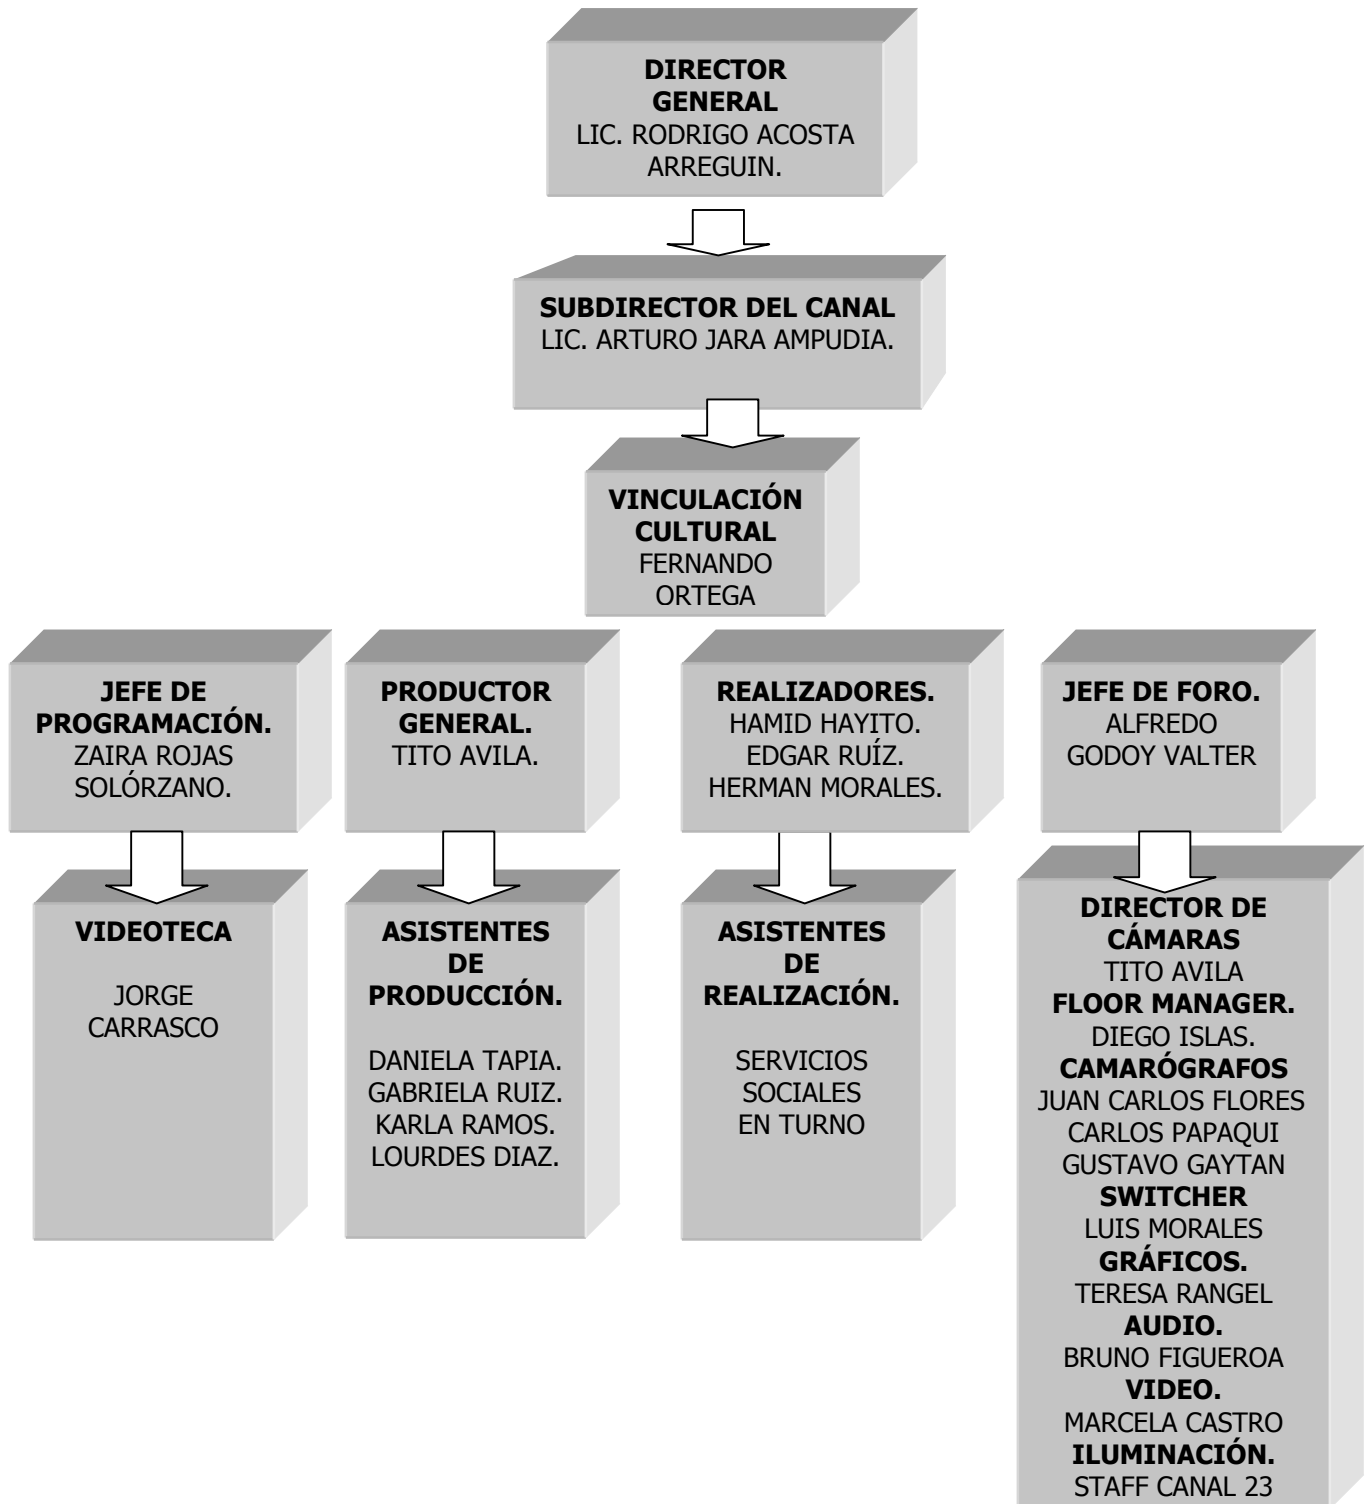 DIRECTOR
GENERAL
LIC. RODRIGO ACOSTA
ARREGUIN.
SUBDIRECTOR DEL CANAL
LIC. ARTURO JARA AMPUDIA.
VINCULACIÓN
CULTURAL
FERNANDO
ORTEGA
JEFE DE
PROGRAMACIÓN.
ZAIRA ROJAS
SOLÓRZANO.
PRODUCTOR
GENERAL.
TITO AVILA.
REALIZADORES.
HAMID HAYITO.
EDGAR RUÍZ.
HERMAN MORALES.
JEFE DE FORO.
ALFREDO
GODOY VALTER
VIDEOTECA
JORGE
CARRASCO
ASISTENTES
DE
PRODUCCIÓN.
DANIELA TAPIA.
GABRIELA RUIZ.
KARLA RAMOS.
LOURDES DIAZ.
ASISTENTES
DE
REALIZACIÓN.
SERVICIOS
SOCIALES
EN TURNO
DIRECTOR DE
CÁMARAS
TITO AVILA
FLOOR MANAGER.
DIEGO ISLAS.
CAMARÓGRAFOS
JUAN CARLOS FLORES
CARLOS PAPAQUI
GUSTAVO GAYTAN
SWITCHER
LUIS MORALES
GRÁFICOS.
TERESA RANGEL
AUDIO.
BRUNO FIGUEROA
VIDEO.
MARCELA CASTRO
ILUMINACIÓN.
STAFF CANAL 23